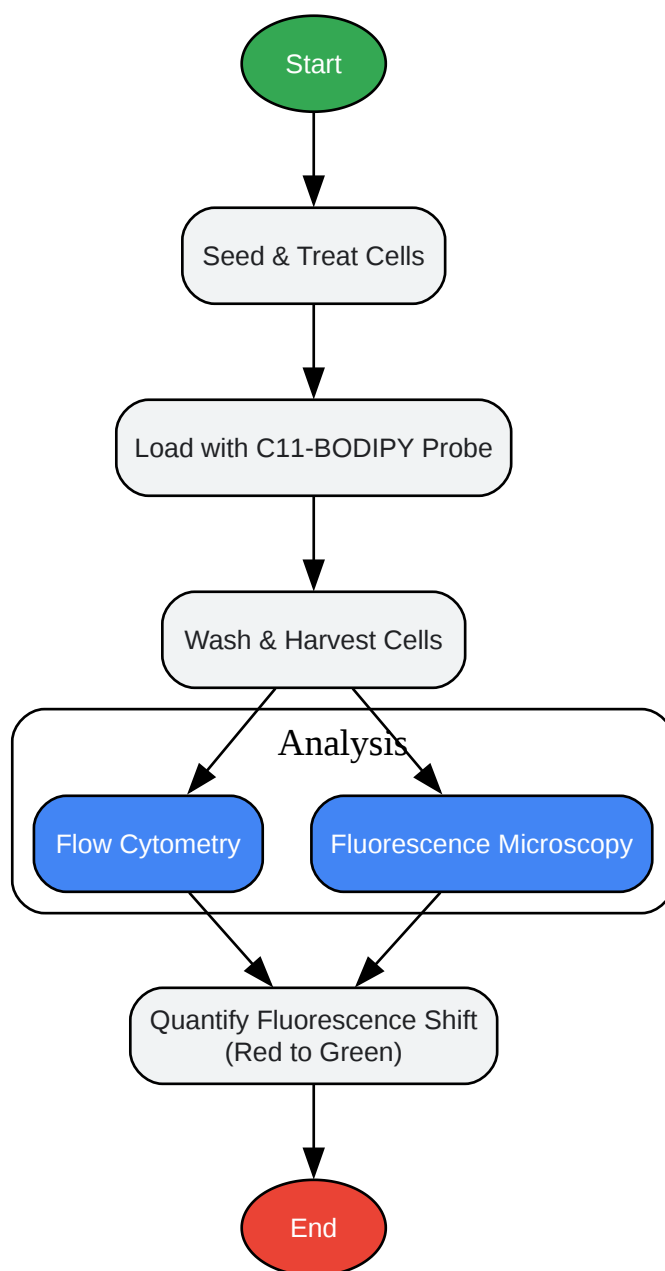 Start
Seed & Treat Cells
Load with C11-BODIPY Probe
Wash & Harvest Cells
Analysis
Flow Cytometry
Fluorescence Microscopy
Quantify Fluorescence Shift
(Red to Green)
End